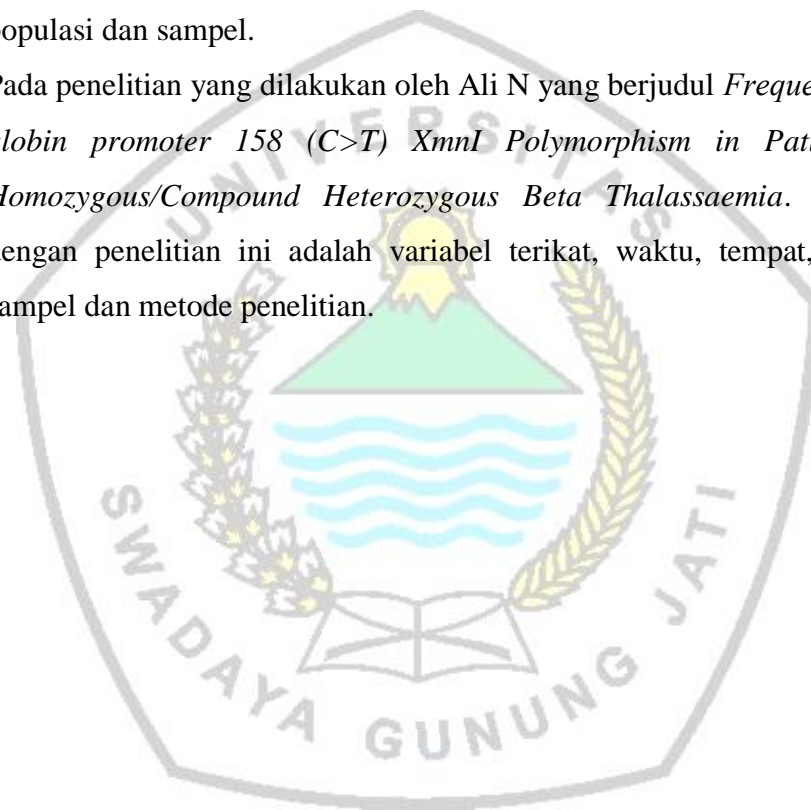 populasi dan sampel.
Pada penelitian yang dilakukan oleh Ali N yang berjudul Freque
globin promoter 158 (C>T) XmnI Polymorphism in Pat
Homozygous/Compound Heterozygous Beta Thalassaemia.
dengan penelitian ini adalah variabel terikat, waktu, tempat,
sampel dan metode penelitian.
UNIVERSITAS
SWADAYA GUNUNG JATI